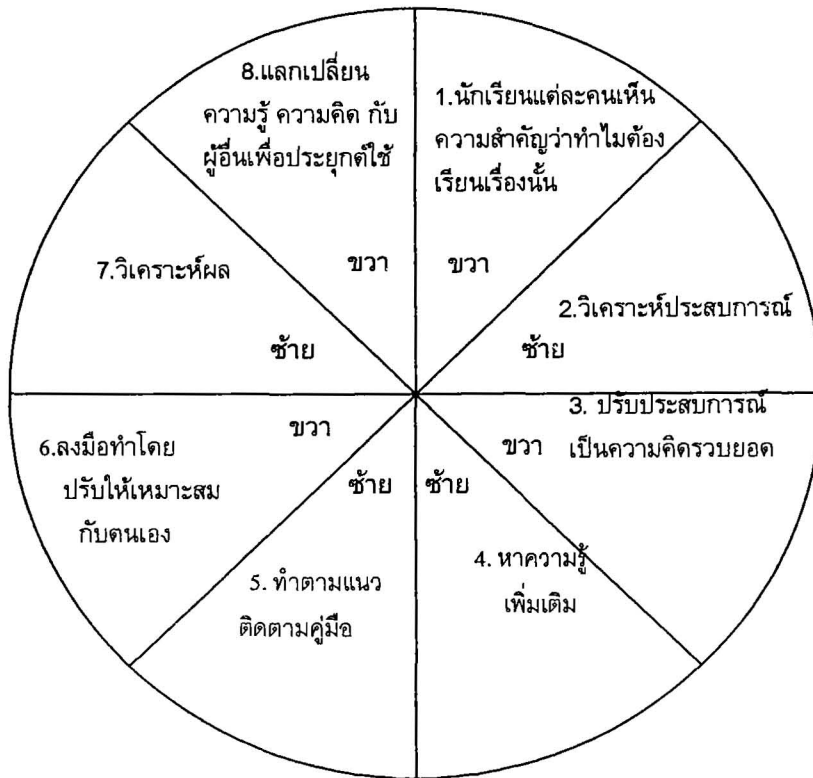 8.แลกเปลี่ยน
ความรู้ ความคิด กับ
ผู้อื่นเพื่อประยุกต์ใช้
ขวา
1.นักเรียนแต่ละคนเห็น
ความสำคัญว่าทำไมต้อง
เรียนเรื่องนั้น
ขวา
2.วิเคราะห์ประสบการณ์
ซ้าย
3. ปรับประสบการณ์
เป็นความคิดรวบยอด
ขวา
4. หาความรู้
เพิ่มเติม
ซ้าย
5. ทำตามแนว
ติดตามคู่มือ
ซ้าย
6.ลงมือทำโดย
ปรับให้เหมาะสม
กับตนเอง
ขวา
7.วิเคราะห์ผล
ซ้าย